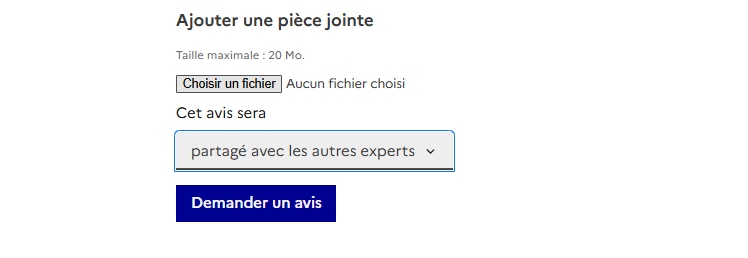 Ajouter une pièce jointe
Taille maximale : 20 Mo.
Choisir un fichier Aucun fichier choisi
Cet avis sera
partagé avec les autres experts
Demander un avis